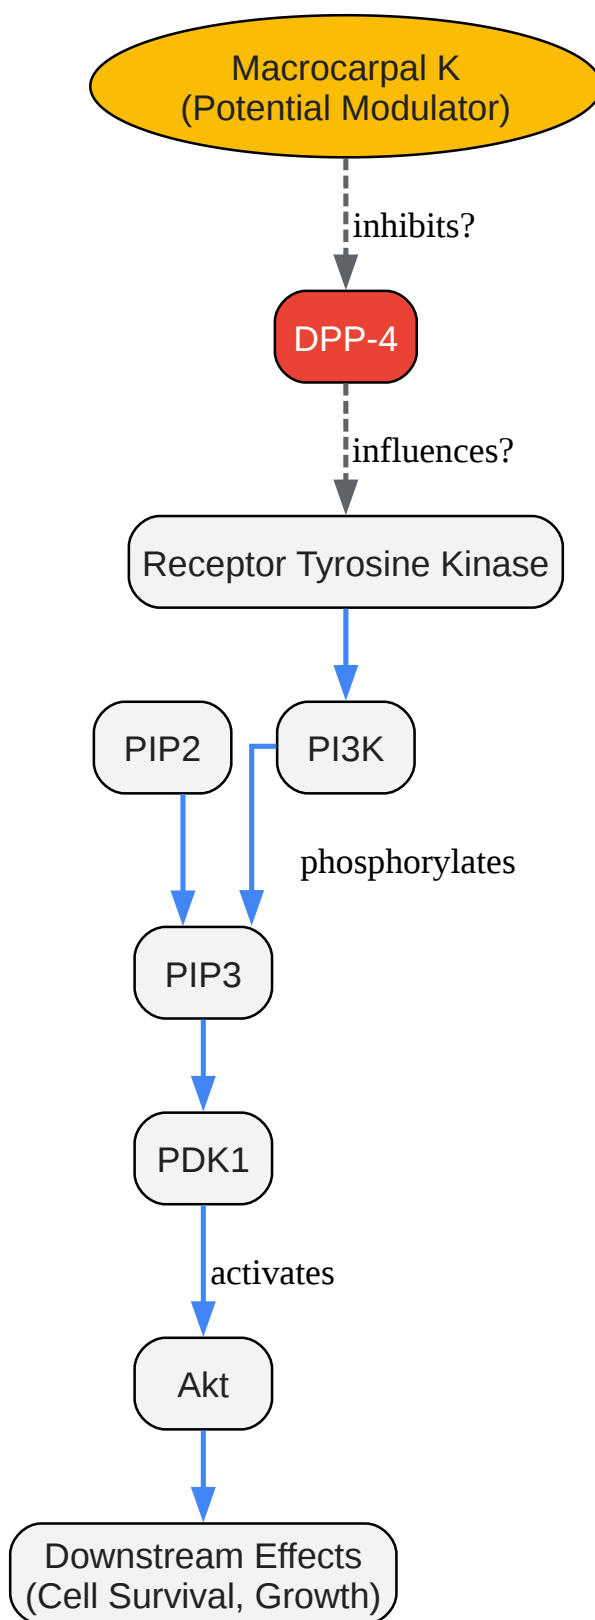 Macrocarpal K
(Potential Modulator)
inhibits?
DPP-4
influences?
Receptor Tyrosine Kinase
PIP2
PI3K
phosphorylates
PIP3
PDK1
activates
Akt
Downstream Effects
(Cell Survival, Growth)